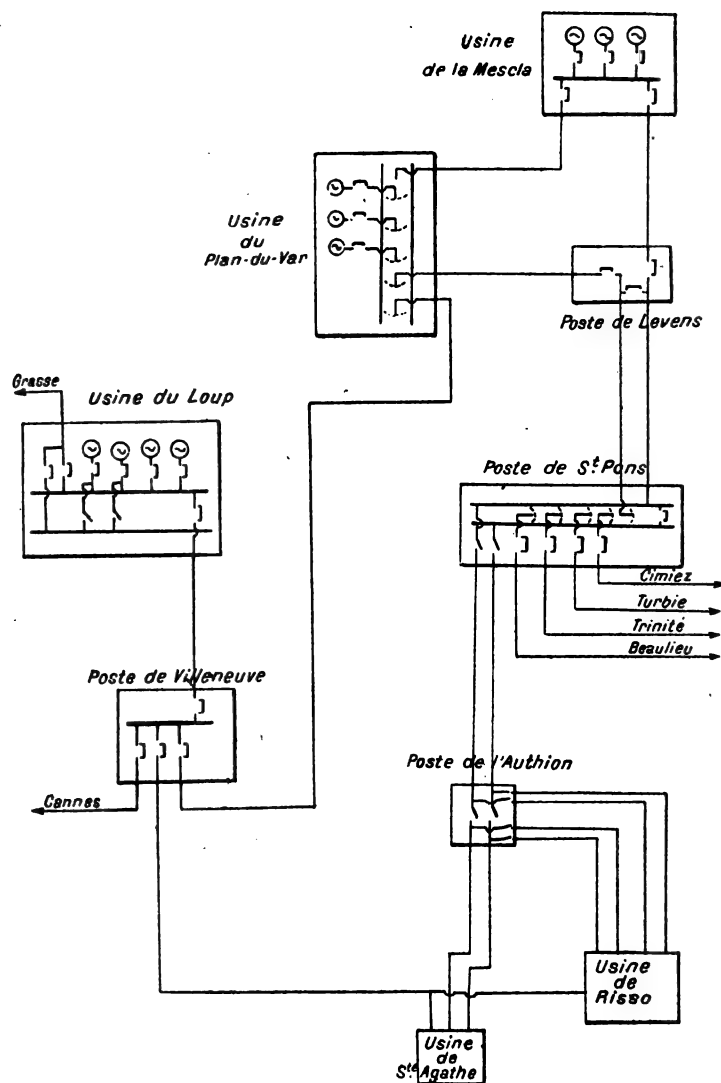 Usine
de la Mescla
Usine
du
Plan-du-Var
Poste de Levens
Grasse
Usine du Loup
Poste de St. Pons
Cimiez
Turbie
Trinité
Beaulieu
Poste de Villeneuve
Cannes
Poste de l'Authion
Usine
de
Risso
Usine
de
Ste. Agathe